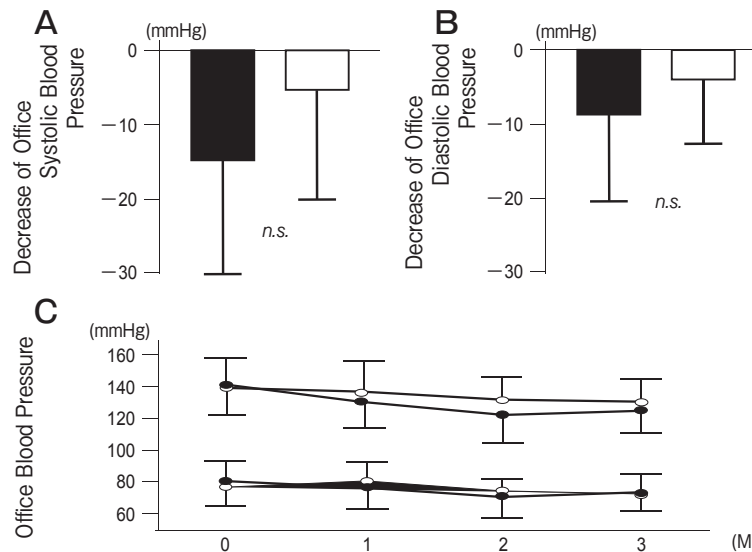 A
(mmHg)
Decrease of Office
Systolic Blood
Pressure
0
−10
−20
−30
n.s.
B
(mmHg)
Decrease of Office
Diastolic Blood
Pressure
0
−10
−20
−30
n.s.
C
(mmHg)
Office Blood Pressure
160
140
120
100
80
60
0 1 2 3 (M